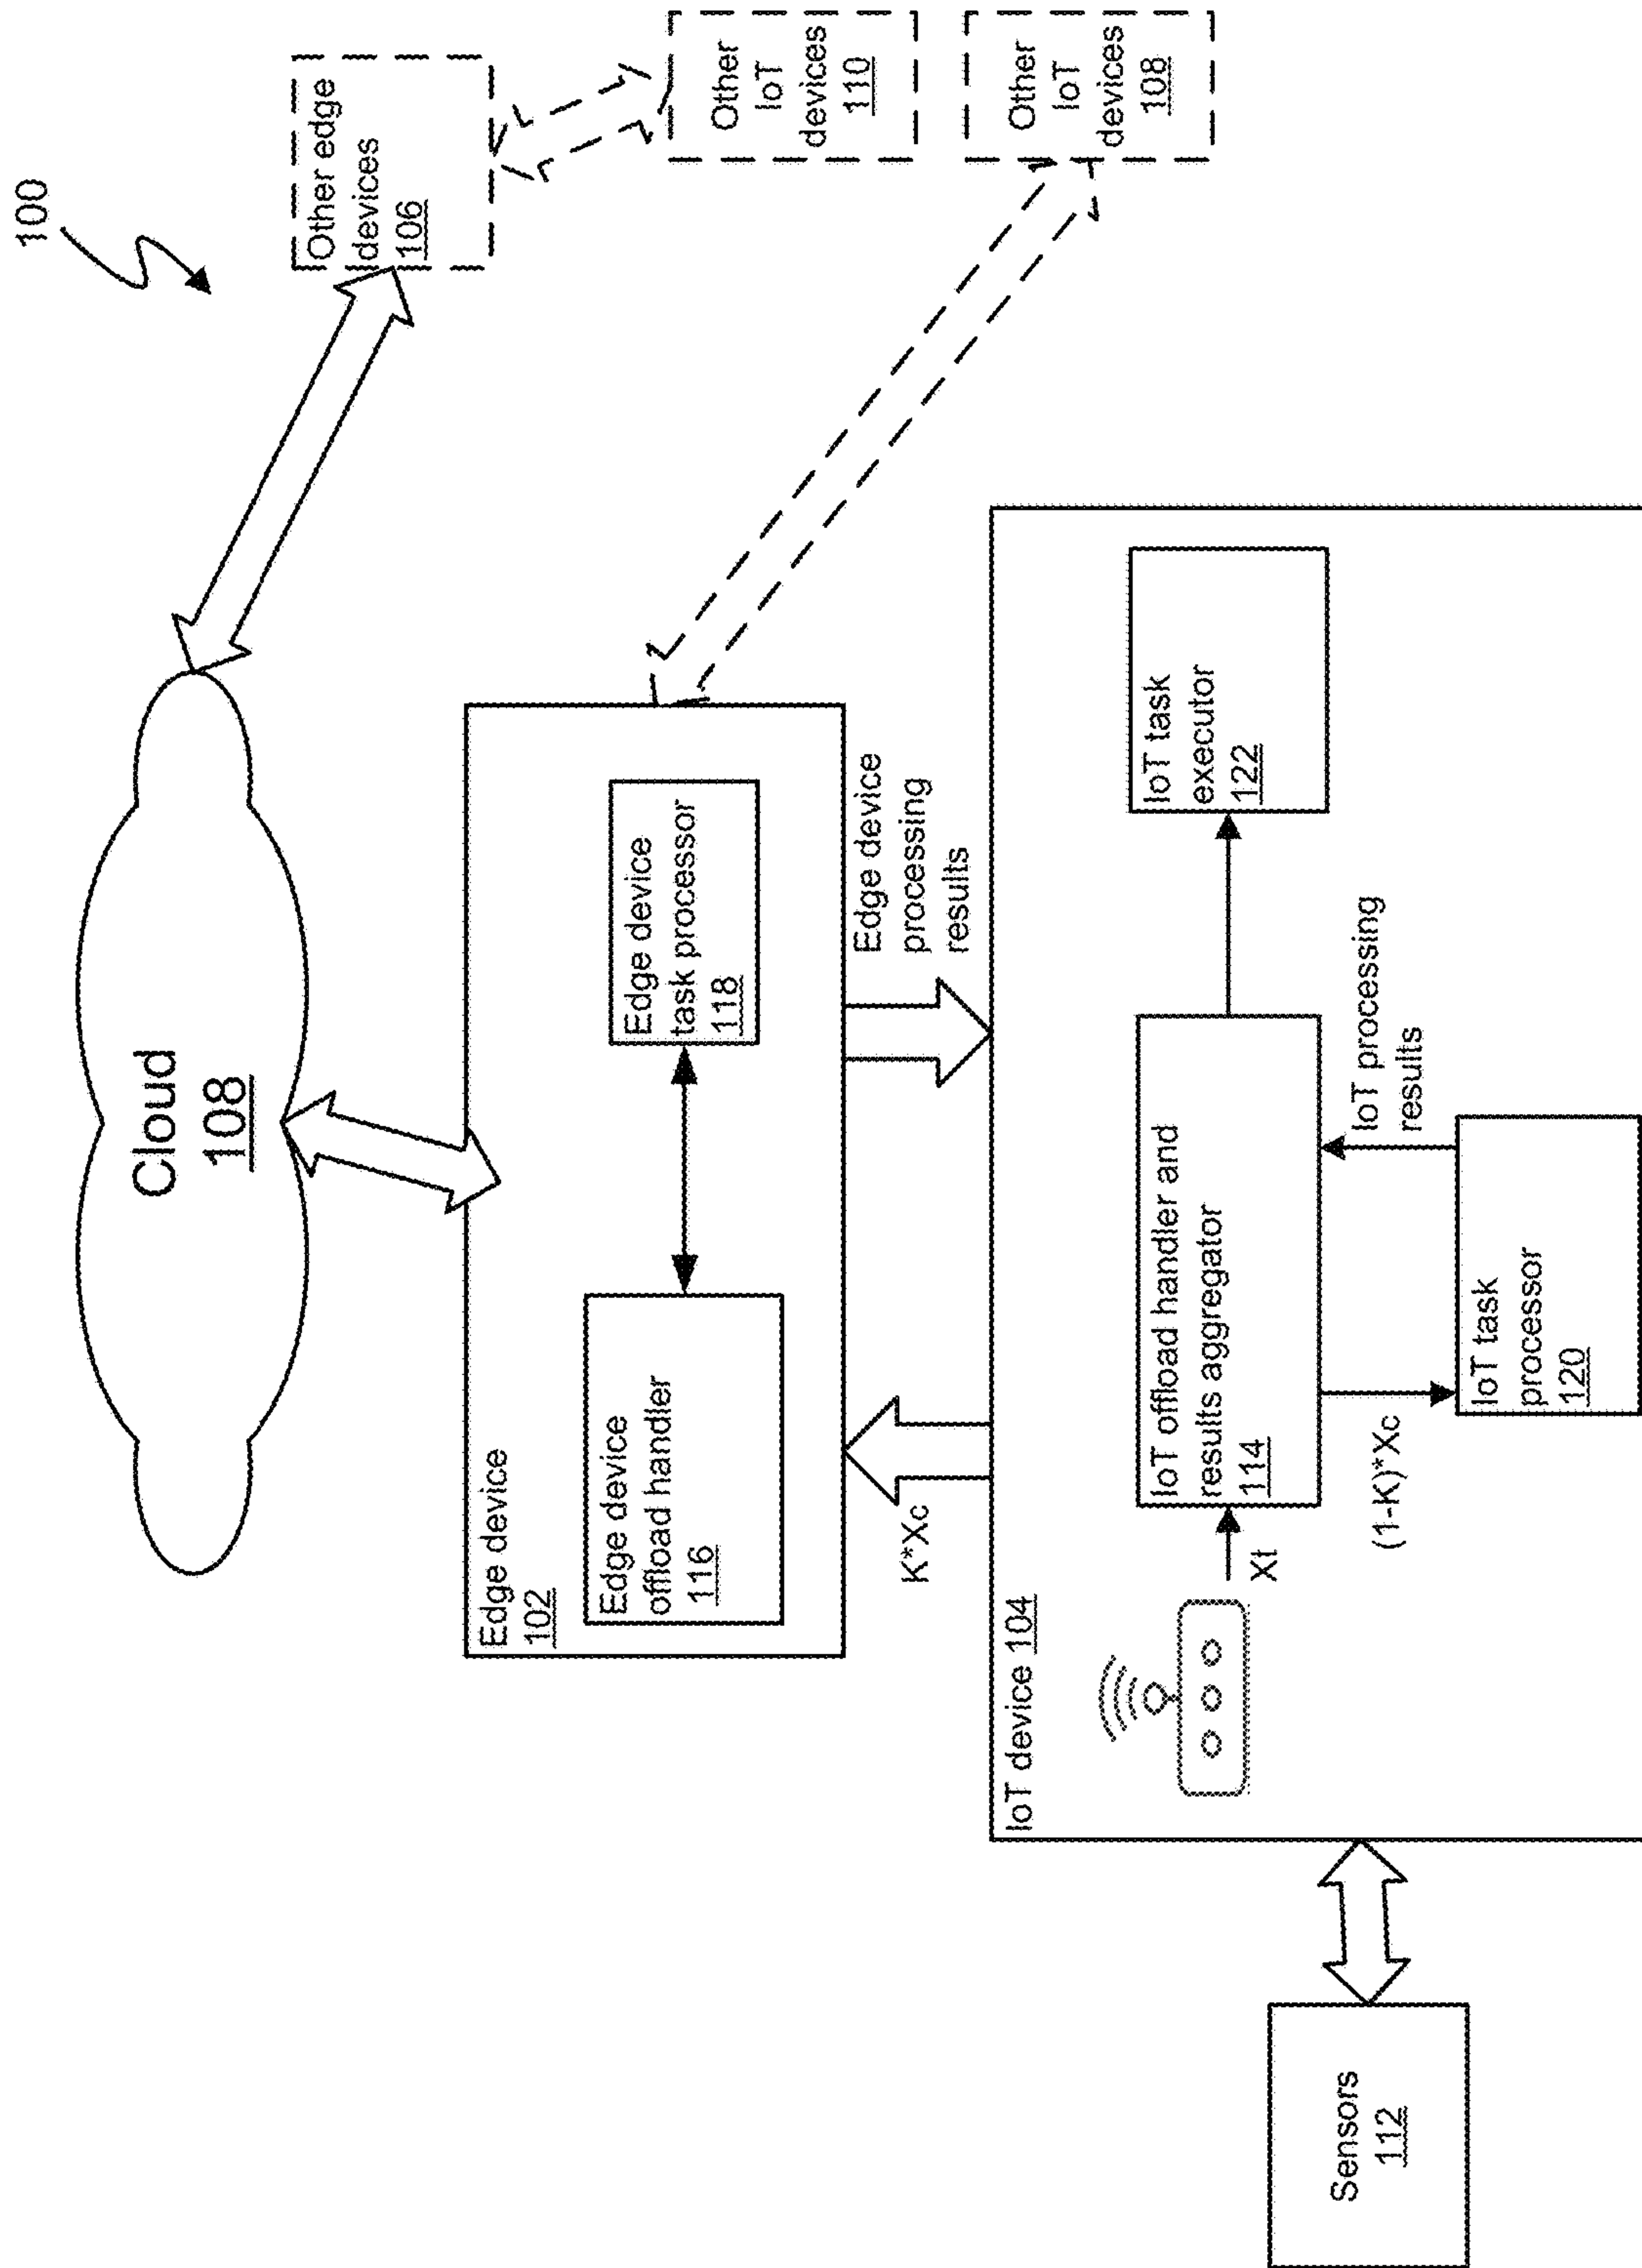 100
Cloud
108
Other edge
devices
106
Edge device
102
Edge device
offload handler
116
Edge device
task processor
118
Other
IoT
devices
110
Other
IoT
devices
108
K*Xc
Edge device
processing
results
IoT device 104
Xt
IoT offload handler and
results aggregator
114
IoT task
executor
122
(1-K)*Xc
IoT processing
results
IoT task
processor
120
Sensors
112